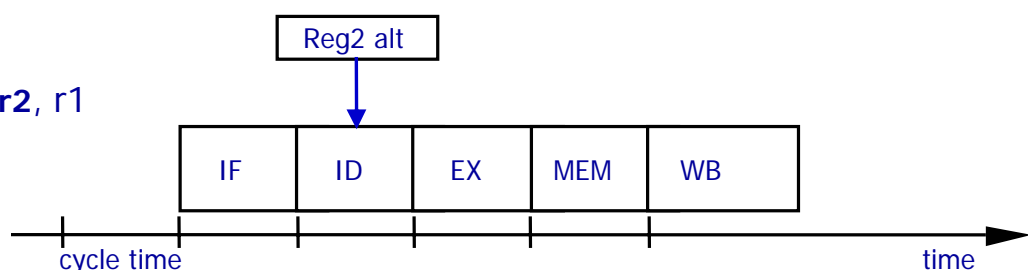 Reg2 alt
r2, r1
IF ID EX MEM WB
cycle time time